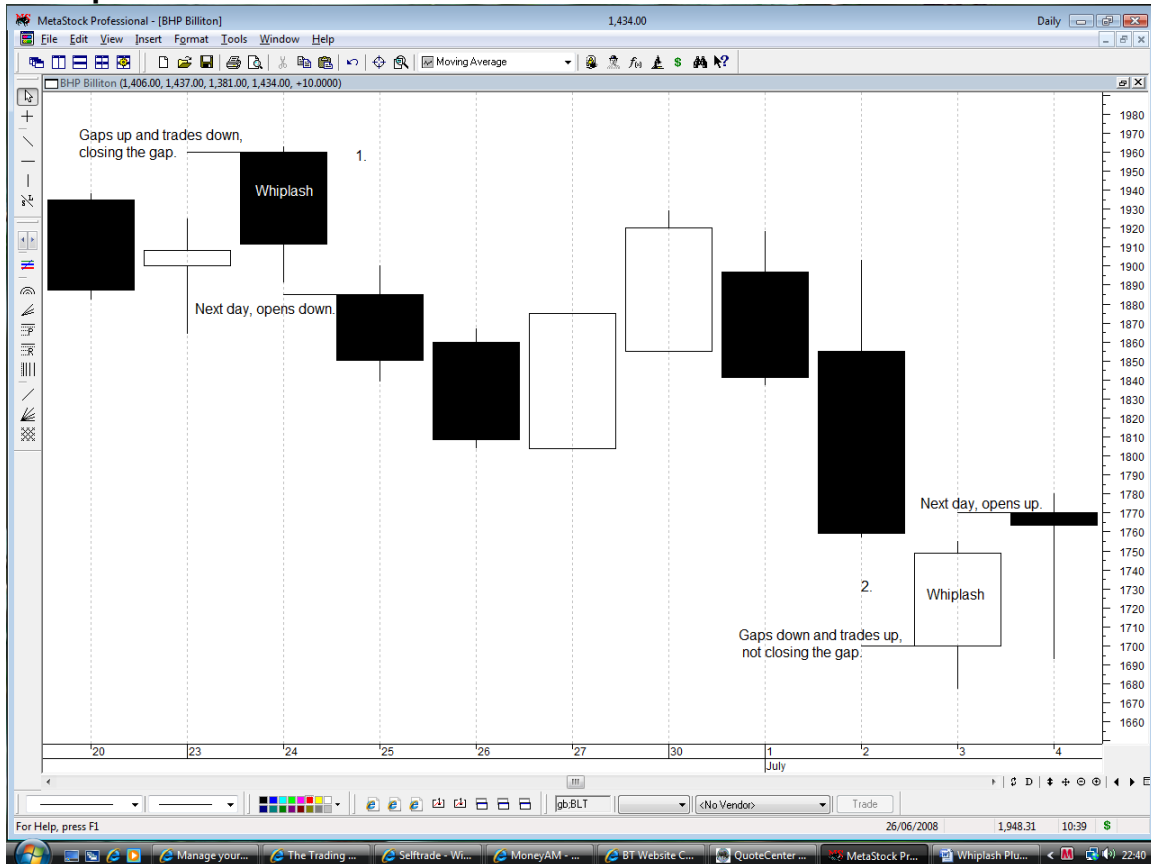 MetaStock Professional - [BHP Billiton]
1,434.00
Daily
File Edit View Insert Format Tools Window Help
Moving Average
BHP Billiton (1,406.00, 1,437.00, 1,381.00, 1,434.00, +10.0000)
Gaps up and trades down,
closing the gap.
1.
Whiplash
Next day, opens down.
Next day, opens up.
2.
Whiplash
Gaps down and trades up,
not closing the gap.
1980
1970
1960
1950
1940
1930
1920
1910
1900
1890
1880
1870
1860
1850
1840
1830
1820
1810
1800
1790
1780
1770
1760
1750
1740
1730
1720
1710
1700
1690
1680
1670
1660
20 23 24 25 26 27 30 1 2 3 4
July
D
gb;BLT
<No Vendor>
Trade
For Help, press F1
26/06/2008 1,948.31 10:39 $
Manage your... The Trading ... Selftrade - Wi... MoneyAM - ... BT Website C... QuoteCenter ... MetaStock Pr... Whiplash Plu... 22:40